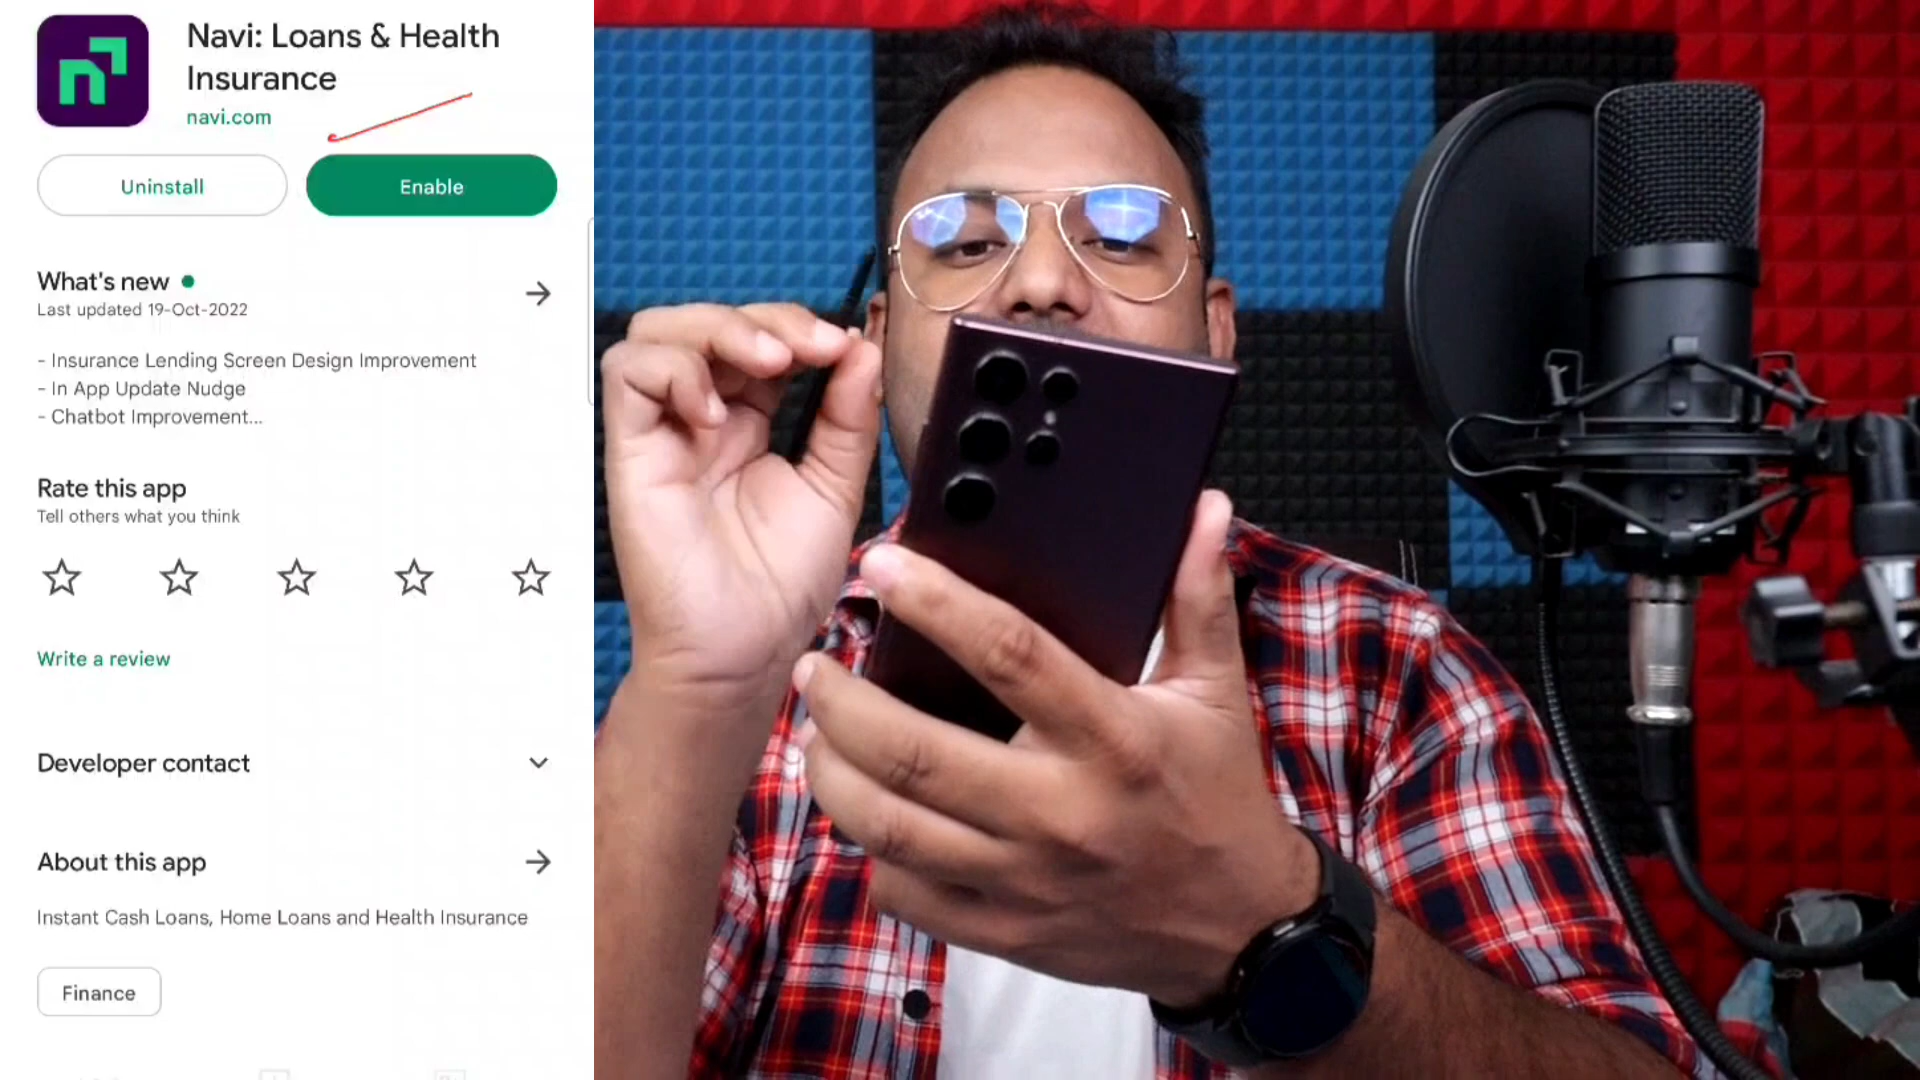 Navi: Loans & Health
Insurance
navi.com
Uninstall
Enable
What's new
Last updated 19-Oct-2022
- Insurance Lending Screen Design Improvement
- In App Update Nudge
- Chatbot Improvement...
Rate this app
Tell others what you think
Write a review
Developer contact
About this app
Instant Cash Loans, Home Loans and Health Insurance
Finance